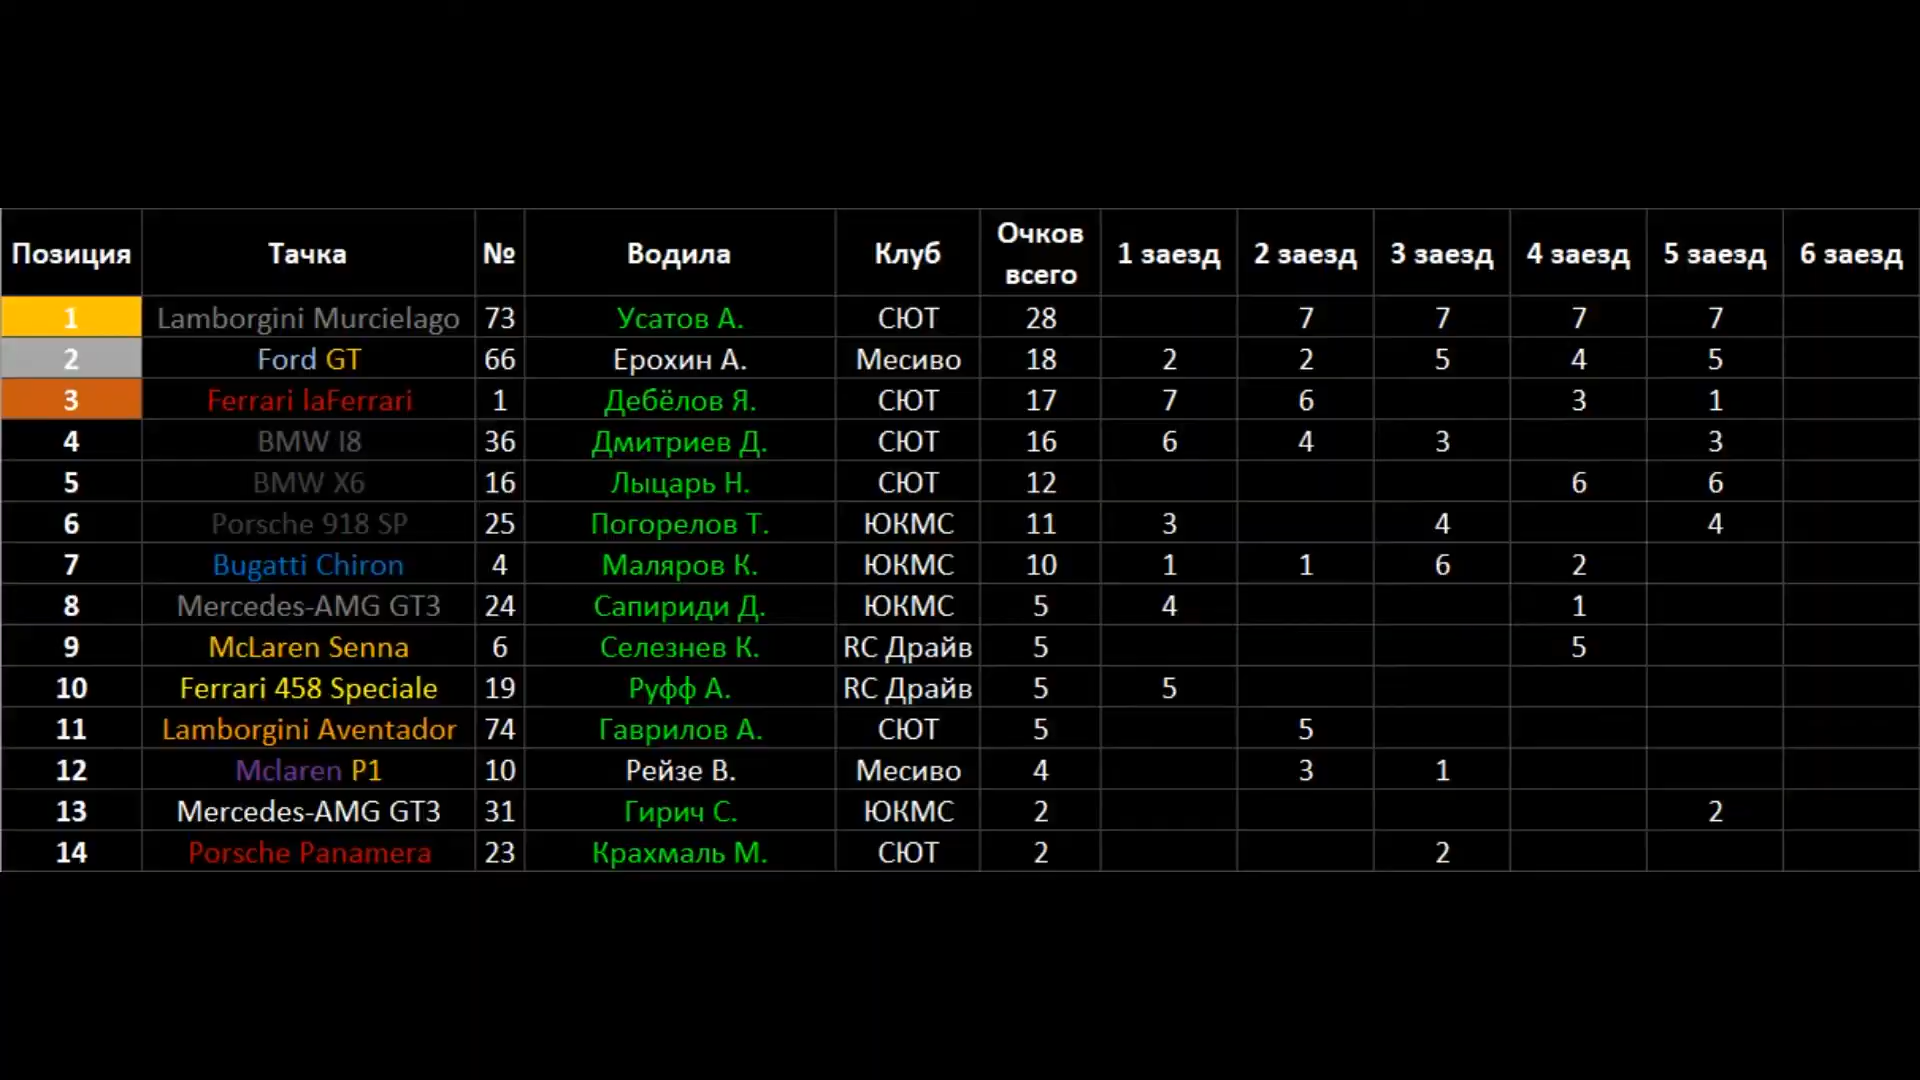 Позиция Тачка № Водила Клуб Очков всего 1 заезд 2 заезд 3 заезд 4 заезд 5 заезд 6 заезд
1 Lamborgini Murcielago 73 Усатов А. СЮТ 28 7 7 7 7
2 Ford GT 66 Ерохин А. Месиво 18 2 2 5 4 5
3 Ferrari laFerrari 1 Дебёлов Я. СЮТ 17 7 6 3 1
4 BMW I8 36 Дмитриев Д. СЮТ 16 6 4 3 3
5 BMW X6 16 Лыцарь Н. СЮТ 12 6 6
6 Porsche 918 SP 25 Погорелов Т. ЮКМС 11 3 4 4
7 Bugatti Chiron 4 Маляров К. ЮКМС 10 1 1 6 2
8 Mercedes-AMG GT3 24 Сапириди Д. ЮКМС 5 4 1
9 McLaren Senna 6 Селезнев К. RC Драйв 5 5
10 Ferrari 458 Speciale 19 Руфф А. RC Драйв 5 5
11 Lamborgini Aventador 74 Гаврилов А. СЮТ 5 5
12 Mclaren P1 10 Рейзе В. Месиво 4 3 1
13 Mercedes-AMG GT3 31 Гирич С. ЮКМС 2 2
14 Porsche Panamera 23 Крахмаль М. СЮТ 2 2